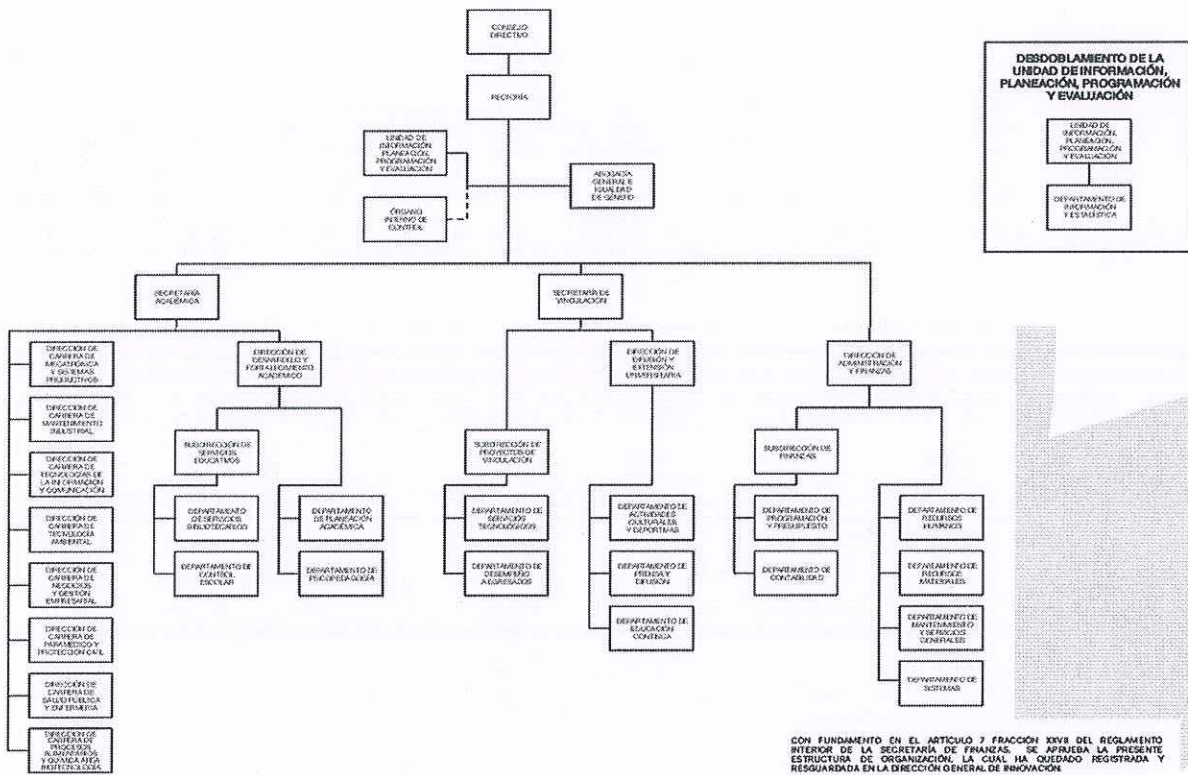 CONSEJO
DIRECTIVO
RECTORÍA
UNIDAD DE
INFORMACIÓN,
PLANEACIÓN,
PROGRAMACIÓN
Y EVALUACIÓN
ABOGACÍA
GENERAL E
IGUALDAD
DE GÉNERO
ÓRGANO
INTERNO DE
CONTROL
DESDOBLAMIENTO DE LA
UNIDAD DE INFORMACIÓN,
PLANEACIÓN, PROGRAMACIÓN
Y EVALUACIÓN
UNIDAD DE
INFORMACIÓN,
PLANEACIÓN,
PROGRAMACIÓN
Y EVALUACIÓN
DEPARTAMENTO DE
INFORMACIÓN
Y ESTADÍSTICA
SECRETARÍA
ACADÉMICA
SECRETARÍA DE
VINCULACIÓN
DIRECCIÓN DE
CARRERA DE
MECATRÓNICA
Y SISTEMAS
PRODUCTIVOS
DIRECCIÓN DE
CARRERA DE
MANTENIMIENTO
INDUSTRIAL
DIRECCIÓN DE
CARRERA DE
TECNOLOGÍAS DE
LA INFORMACIÓN
Y COMUNICACIÓN
DIRECCIÓN DE
CARRERA DE
TECNOLOGÍA
AMBIENTAL
DIRECCIÓN DE
CARRERA DE
NEGOCIOS
Y GESTIÓN
EMPRESARIAL
DIRECCIÓN DE
CARRERA DE
PARAMÉDICO Y
PROTECCIÓN CIVIL
DIRECCIÓN DE
CARRERA DE
SALUD PÚBLICA
Y ENFERMERÍA
DIRECCIÓN DE
CARRERA DE
PROCESOS
ALIMENTARIOS
Y QUÍMICA ÁREA
BIOTECNOLOGÍA
DIRECCIÓN DE
DESARROLLO Y
FORTALECIMIENTO
ACADÉMICO
SUBDIRECCIÓN DE
SERVICIOS
EDUCATIVOS
DEPARTAMENTO
DE SERVICIOS
BIBLIOTECARIOS
DEPARTAMENTO
DE CONTROL
ESCOLAR
DEPARTAMENTO
DE PLANEACIÓN
ACADÉMICA
DEPARTAMENTO
DE PSICOPEDAGOGÍA
DIRECCIÓN DE
DIFUSIÓN Y
EXTENSIÓN
UNIVERSITARIA
SUBDIRECCIÓN DE
PROYECTOS DE
VINCULACIÓN
DEPARTAMENTO
DE SERVICIOS
TECNOLÓGICOS
DEPARTAMENTO
DE DESEMPEÑO
A EGRESADOS
DEPARTAMENTO
DE ACTIVIDADES
CULTURALES
Y DEPORTIVAS
DEPARTAMENTO
DE PRENSA Y
DIFUSIÓN
DEPARTAMENTO DE
EDUCACIÓN
CONTINUA
DIRECCIÓN DE
ADMINISTRACIÓN
Y FINANZAS
SUBDIRECCIÓN DE
FINANZAS
DEPARTAMENTO
DE PROGRAMACIÓN
Y PRESUPUESTO
DEPARTAMENTO
DE CONTABILIDAD
DEPARTAMENTO DE
RECURSOS
HUMANOS
DEPARTAMENTO
DE RECURSOS
MATERIALES
DEPARTAMENTO DE
MANTENIMIENTO
Y SERVICIOS
GENERALES
DEPARTAMENTO DE
SISTEMAS
CON FUNDAMENTO EN EL ARTÍCULO 7 FRACCIÓN XXVII DEL REGLAMENTO
INTERIOR DE LA SECRETARÍA DE FINANZAS, SE APRUEBA LA PRESENTE
ESTRUCTURA DE ORGANIZACIÓN, LA CUAL HA QUEDADO REGISTRADA Y
RESGUARDADA EN LA DIRECCIÓN GENERAL DE INNOVACIÓN.